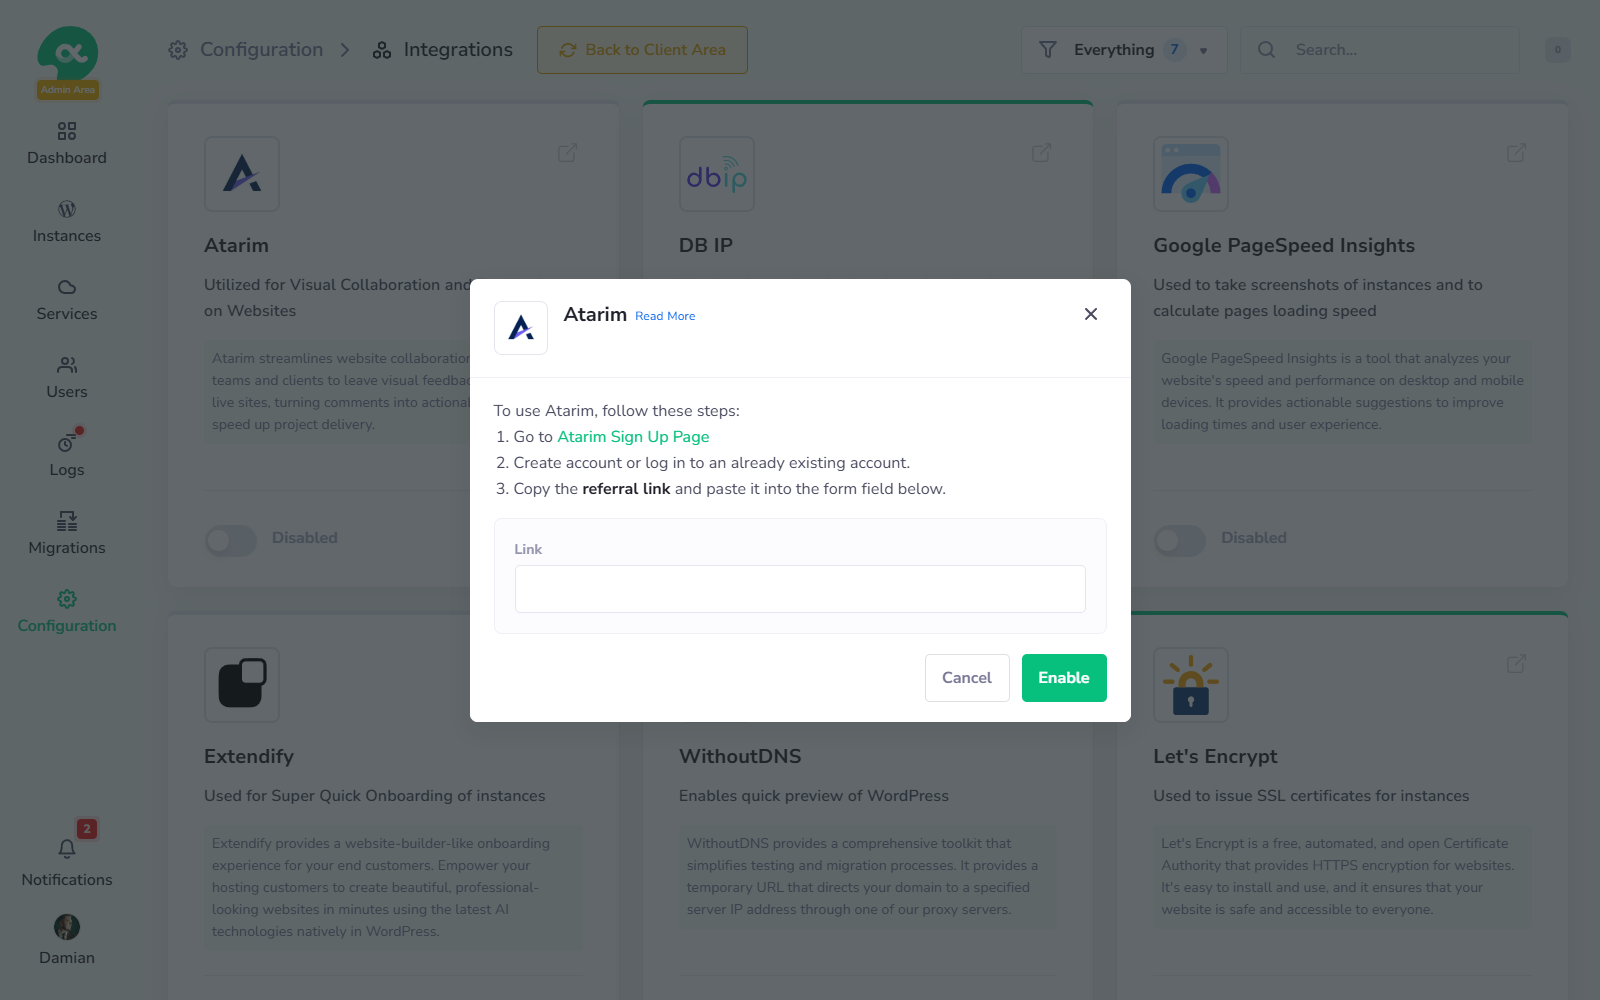 Admin Area
Dashboard
Instances
Services
Users
Logs
Migrations
Configuration
2
Notifications
Damian
Configuration
Integrations
Back to Client Area
Everything 7
Search...
0
Atarim
Utilized for Visual Collaboration and
on Websites
Atarim streamlines website collaboration
teams and clients to leave visual
live sites, turning comments into
speed up project delivery.
Disabled
dbip
DB IP
Google PageSpeed Insights
Used to take screenshots of instances and to
calculate pages loading speed
Google PageSpeed Insights is a tool that analyzes your
website's speed and performance on desktop and mobile
devices. It provides actionable suggestions to improve
loading times and user experience.
Disabled
Atarim Read More
To use Atarim, follow these steps:
1. Go to Atarim Sign Up Page
2. Create account or log in to an already existing account.
3. Copy the referral link and paste it into the form field below.
Link
Cancel
Enable
Extendify
Used for Super Quick Onboarding of instances
Extendify provides a website-builder-like onboarding
experience for your end customers. Empower your
hosting customers to create beautiful, professional-
looking websites in minutes using the latest AI
technologies natively in WordPress.
WithoutDNS
Enables quick preview of WordPress
WithoutDNS provides a comprehensive toolkit that
simplifies testing and migration processes. It provides a
temporary URL that directs your domain to a specified
server IP address through one of our proxy servers.
Let's Encrypt
Used to issue SSL certificates for instances
Let's Encrypt is a free, automated, and open Certificate
Authority that provides HTTPS encryption for websites.
It's easy to install and use, and it ensures that your
website is safe and accessible to everyone.